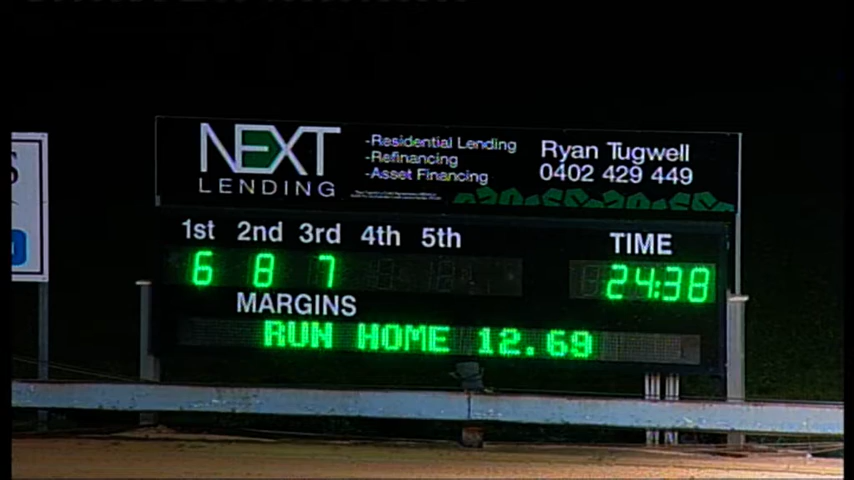 NEXT
LENDING
-Residential Lending
-Refinancing
-Asset Financing
Ryan Tugwell
0402 429 449
1st 2nd 3rd 4th 5th TIME
6 8 7 24:38
MARGINS
RUN HOME 12.69